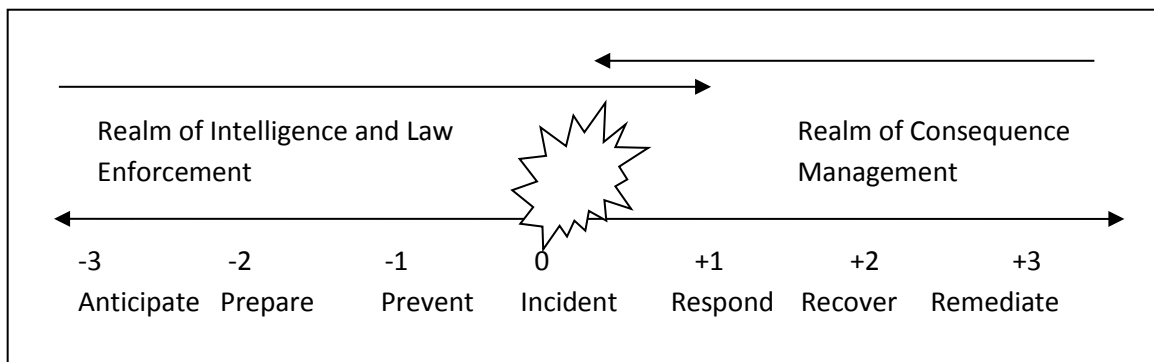 Realm of Intelligence and Law
Enforcement
Realm of Consequence
Management
-3 -2 -1 0 +1 +2 +3
Anticipate Prepare Prevent Incident Respond Recover Remediate